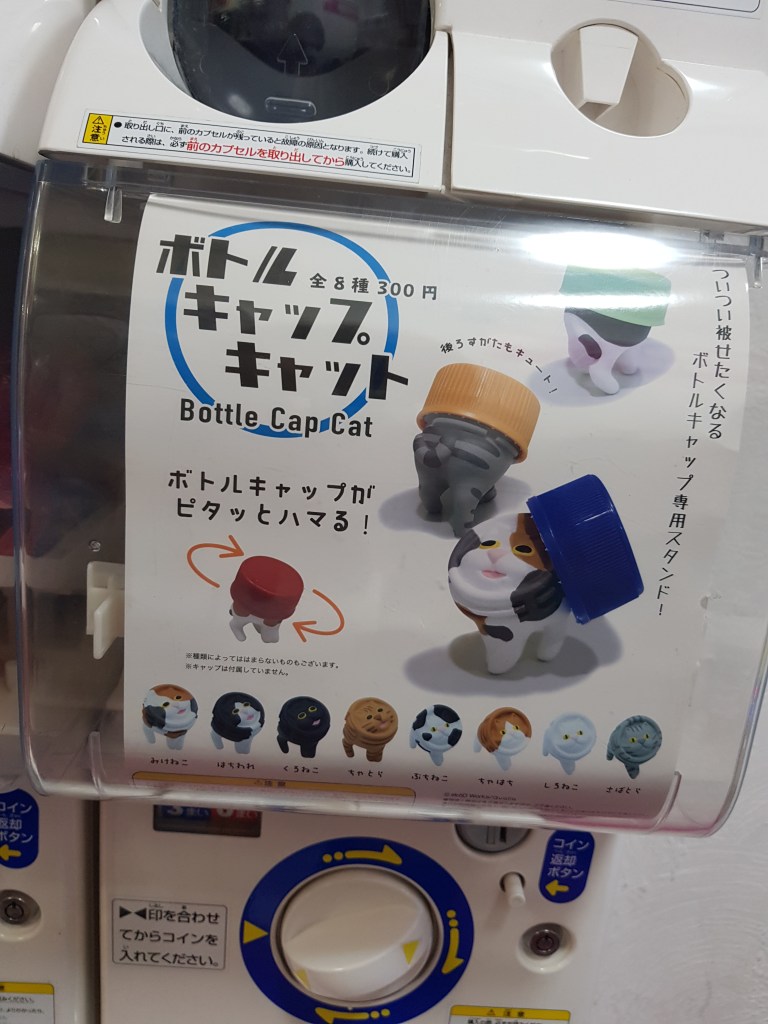 注意
●取り出し口に、前のカプセルが残っていると故障の原因となります。続けて購入
される際は、必ず前のカプセルを取り出してから購入してください。
ボトル
キャップ
キャット
全8種300円
Bottle Cap Cat
後ろすがたもキュート!
ついつい被せたくなる
ボトルキャップ専用スタンド!
ボトルキャップが
ピタッとハマる!
※種類によってははまらないものもございます。
※キャップは付属していません。
みけねこ
はちわれ
くろねこ
ちゃとら
ぶちねこ
ちゃはち
しろねこ
さばとら
⚠注意
コイン
返却
ボタン
コイン
返却
ボタン
▶◀印を合わせ
てからコインを
入れてください。
⚠注意